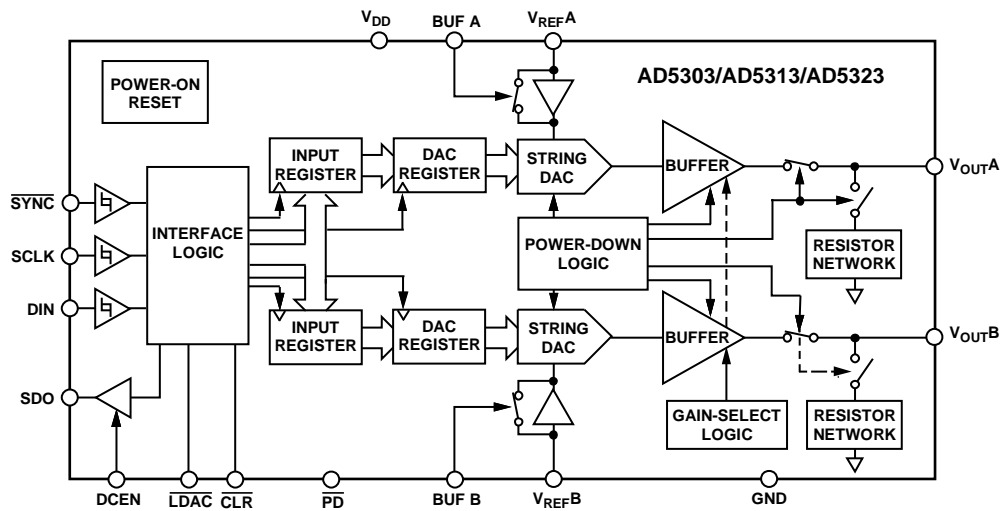 VDD
BUF A
VREFA
POWER-ON
RESET
AD5303/AD5313/AD5323
INPUT
REGISTER
DAC
REGISTER
STRING
DAC
BUFFER
VOUTA
SYNC
SCLK
DIN
INTERFACE
LOGIC
POWER-DOWN
LOGIC
RESISTOR
NETWORK
INPUT
REGISTER
DAC
REGISTER
STRING
DAC
BUFFER
VOUTB
SDO
GAIN-SELECT
LOGIC
RESISTOR
NETWORK
DCEN
LDAC
CLR
PD
BUF B
VREFB
GND